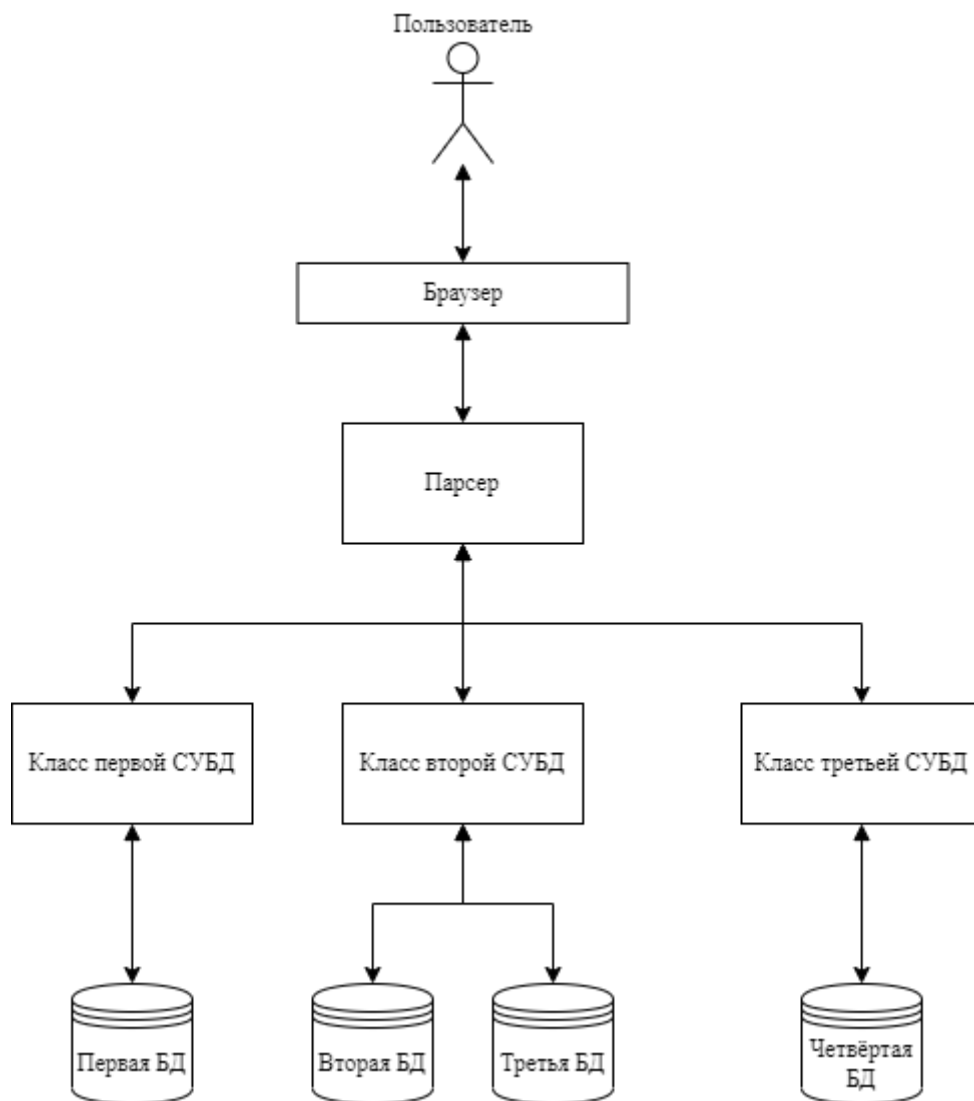 Пользователь
Браузер
Парсер
Класс первой СУБД
Класс второй СУБД
Класс третьей СУБД
Первая БД
Вторая БД
Третья БД
Четвёртая
БД